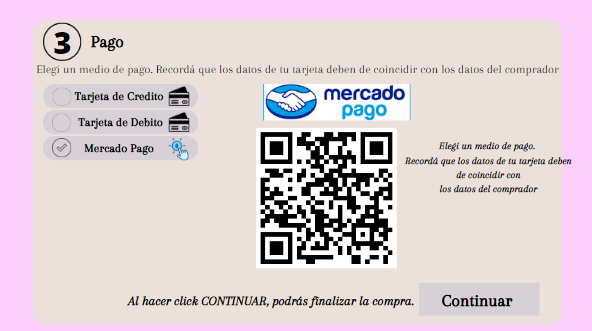 3 Pago
Elegi un medio de pago. Recordá que los datos de tu tarjeta deben de coincidir con los datos del comprador
Tarjeta de Credito
Tarjeta de Debito
Mercado Pago
mercado
pago
Elegi un medio de pago.
Recordá que los datos de tu tarjeta deben
de coincidir con
los datos del comprador
Al hacer click CONTINUAR, podrás finalizar la compra.
Continuar